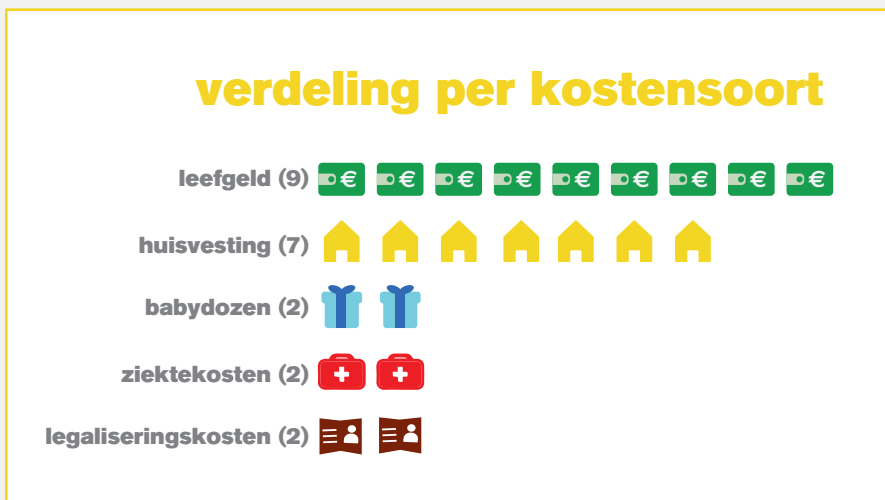 verdeling per kostensoort
leefgeld (9) € € € € € € € € €
huisvesting (7)
babydozen (2)
ziektekosten (2)
legaliseringskosten (2)